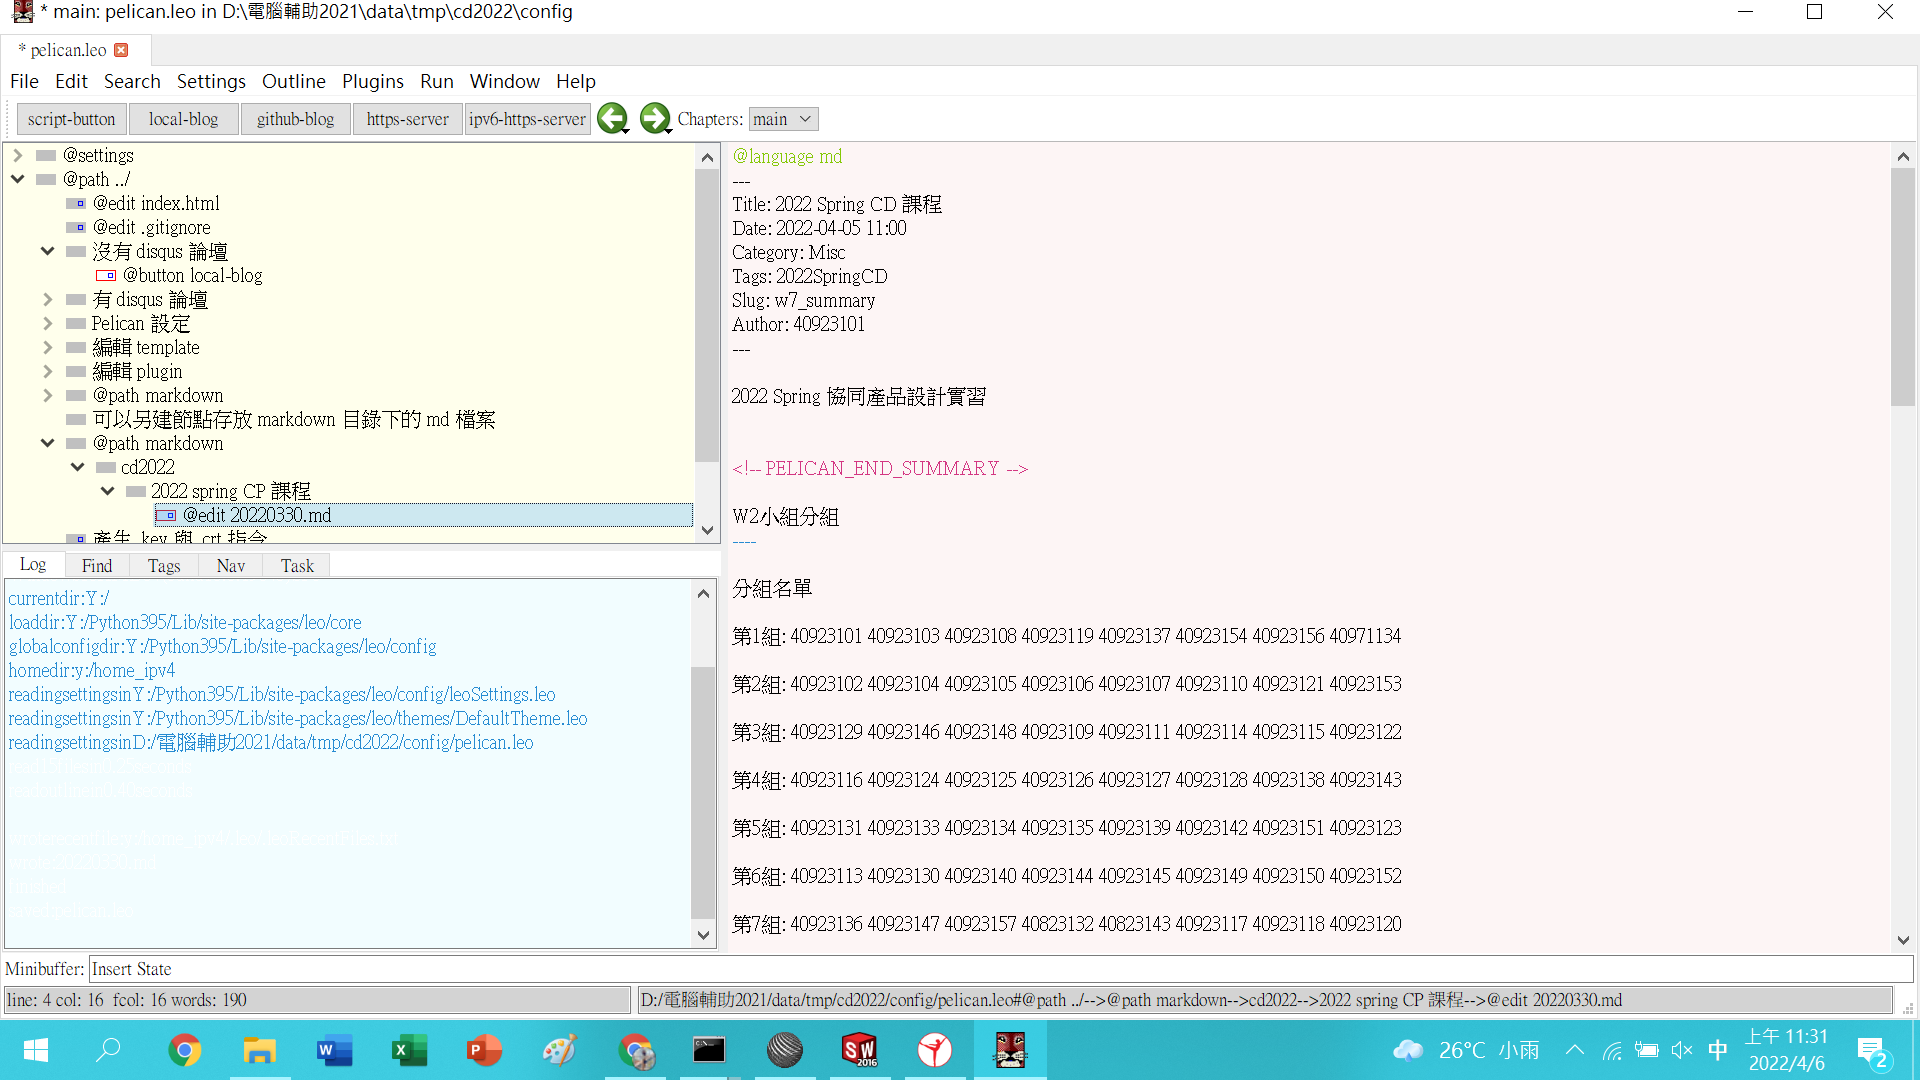 * main: pelican.leo in D:\電腦輔助2021\data\tmp\cd2022\config
* pelican.leo
File Edit Search Settings Outline Plugins Run Window Help
script-button local-blog github-blog https-server ipv6-https-server Chapters: main
@settings
@path ../
@edit index.html
@edit .gitignore
沒有 disqus 論壇
@button local-blog
有 disqus 論壇
Pelican 設定
編輯 template
編輯 plugin
@path markdown
可以另建節點存放 markdown 目錄下的 md 檔案
@path markdown
cd2022
2022 spring CP 課程
@edit 20220330.md
產生 .key 與 .crt 指令
Log Find Tags Nav Task
currentdir:Y:/
loaddir:Y:/Python395/Lib/site-packages/leo/core
globalconfigdir:Y:/Python395/Lib/site-packages/leo/config
homedir:y:/home_ipv4
readingsettingsinY:/Python395/Lib/site-packages/leo/config/leoSettings.leo
readingsettingsinY:/Python395/Lib/site-packages/leo/themes/DefaultTheme.leo
readingsettingsinD:/電腦輔助2021/data/tmp/cd2022/config/pelican.leo
@language md
---
Title: 2022 Spring CD 課程
Date: 2022-04-05 11:00
Category: Misc
Tags: 2022SpringCD
Slug: w7_summary
Author: 40923101
---
2022 Spring 協同產品設計實習
<!-- PELICAN_END_SUMMARY -->
W2小組分組
----
分組名單
第1組: 40923101 40923103 40923108 40923119 40923137 40923154 40923156 40971134
第2組: 40923102 40923104 40923105 40923106 40923107 40923110 40923121 40923153
第3組: 40923129 40923146 40923148 40923109 40923111 40923114 40923115 40923122
第4組: 40923116 40923124 40923125 40923126 40923127 40923128 40923138 40923143
第5組: 40923131 40923133 40923134 40923135 40923139 40923142 40923151 40923123
第6組: 40923113 40923130 40923140 40923144 40923145 40923149 40923150 40923152
第7組: 40923136 40923147 40923157 40823132 40823143 40923117 40923118 40923120
Minibuffer: Insert State
line: 4 col: 16 fcol: 16 words: 190
D:/電腦輔助2021/data/tmp/cd2022/config/pelican.leo#@path ../-->@path markdown-->cd2022-->2022 spring CP 課程-->@edit 20220330.md
26°C 小雨
中
上午 11:31
2022/4/6
2